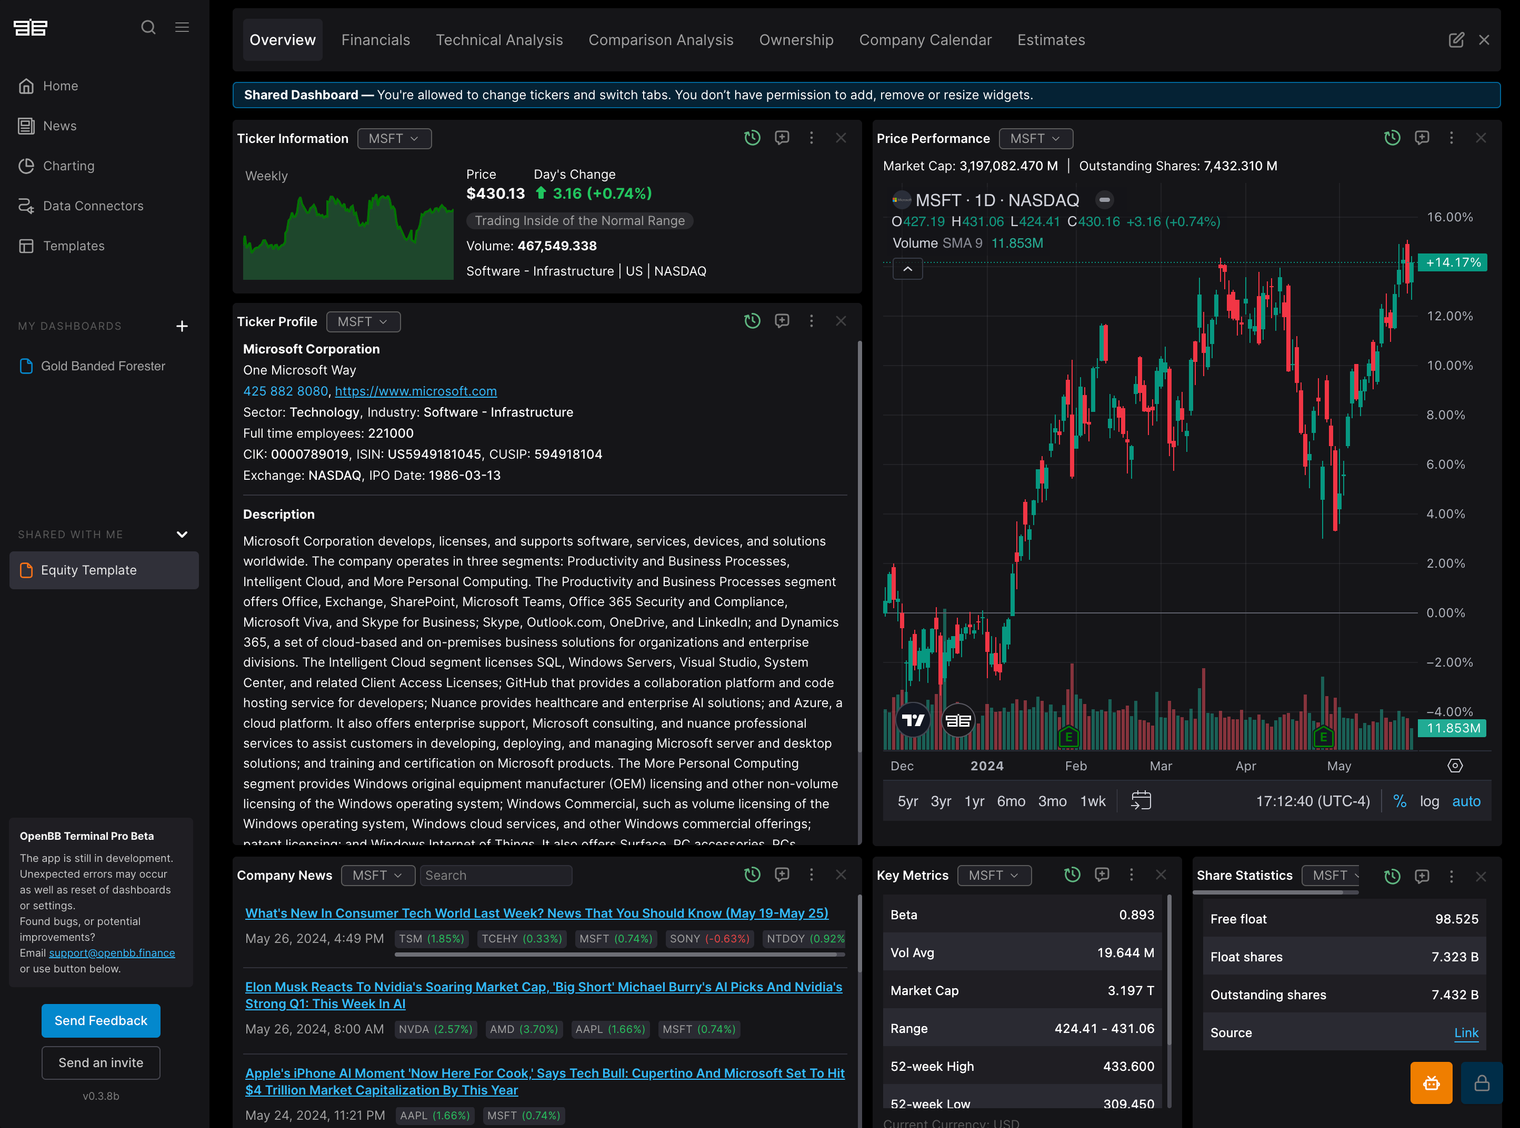 Home
News
Charting
Data Connectors
Templates
MY DASHBOARDS
Gold Banded Forester
SHARED WITH ME
Equity Template
OpenBB Terminal Pro Beta
The app is still in development.
Unexpected errors may occur
as well as reset of dashboards
or settings.
Found bugs, or potential
improvements?
Email support@openbb.finance
or use button below.
Send Feedback
Send an invite
v0.3.8b
Overview Financials Technical Analysis Comparison Analysis Ownership Company Calendar Estimates
Shared Dashboard — You're allowed to change tickers and switch tabs. You don't have permission to add, remove or resize widgets.
Ticker Information MSFT
Weekly
Price Day's Change
$430.13 3.16 (+0.74%)
Trading Inside of the Normal Range
Volume: 467,549.338
Software - Infrastructure | US | NASDAQ
Ticker Profile MSFT
Microsoft Corporation
One Microsoft Way
425 882 8080, https://www.microsoft.com
Sector: Technology, Industry: Software - Infrastructure
Full time employees: 221000
CIK: 0000789019, ISIN: US5949181045, CUSIP: 594918104
Exchange: NASDAQ, IPO Date: 1986-03-13
Description
Microsoft Corporation develops, licenses, and supports software, services, devices, and solutions
worldwide. The company operates in three segments: Productivity and Business Processes,
Intelligent Cloud, and More Personal Computing. The Productivity and Business Processes segment
offers Office, Exchange, SharePoint, Microsoft Teams, Office 365 Security and Compliance,
Microsoft Viva, and Skype for Business; Skype, Outlook.com, OneDrive, and LinkedIn; and Dynamics
365, a set of cloud-based and on-premises business solutions for organizations and enterprise
divisions. The Intelligent Cloud segment licenses SQL, Windows Servers, Visual Studio, System
Center, and related Client Access Licenses; GitHub that provides a collaboration platform and code
hosting service for developers; Nuance provides healthcare and enterprise AI solutions; and Azure, a
cloud platform. It also offers enterprise support, Microsoft consulting, and nuance professional
services to assist customers in developing, deploying, and managing Microsoft server and desktop
solutions; and training and certification on Microsoft products. The More Personal Computing
segment provides Windows original equipment manufacturer (OEM) licensing and other non-volume
licensing of the Windows operating system; Windows Commercial, such as volume licensing of the
Windows operating system, Windows cloud services, and other Windows commercial offerings;
patent licensing; and Windows Internet of Things. It also offers Surface, PC accessories, PCs,
Price Performance MSFT
Market Cap: 3,197,082.470 M | Outstanding Shares: 7,432.310 M
MSFT · 1D · NASDAQ
O427.19 H431.06 L424.41 C430.16 +3.16 (+0.74%)
Volume SMA 9 11.853M
16.00%
+14.17%
12.00%
10.00%
8.00%
6.00%
4.00%
2.00%
0.00%
−2.00%
−4.00%
11.853M
E E
Dec 2024 Feb Mar Apr May
5yr 3yr 1yr 6mo 3mo 1wk 17:12:40 (UTC-4) % log auto
Company News MSFT Search
What's New In Consumer Tech World Last Week? News That You Should Know (May 19-May 25)
May 26, 2024, 4:49 PM TSM (1.85%) TCEHY (0.33%) MSFT (0.74%) SONY (-0.63%) NTDOY (0.92%
Elon Musk Reacts To Nvidia's Soaring Market Cap, 'Big Short' Michael Burry's AI Picks And Nvidia's
Strong Q1: This Week In AI
May 26, 2024, 8:00 AM NVDA (2.57%) AMD (3.70%) AAPL (1.66%) MSFT (0.74%)
Apple's iPhone AI Moment 'Now Here For Cook,' Says Tech Bull: Cupertino And Microsoft Set To Hit
$4 Trillion Market Capitalization By This Year
May 24, 2024, 11:21 PM AAPL (1.66%) MSFT (0.74%)
Key Metrics MSFT
Beta 0.893
Vol Avg 19.644 M
Market Cap 3.197 T
Range 424.41 - 431.06
52-week High 433.600
52-week Low 309.450
Current Currency: USD
Share Statistics MSFT
Free float 98.525
Float shares 7.323 B
Outstanding shares 7.432 B
Source Link